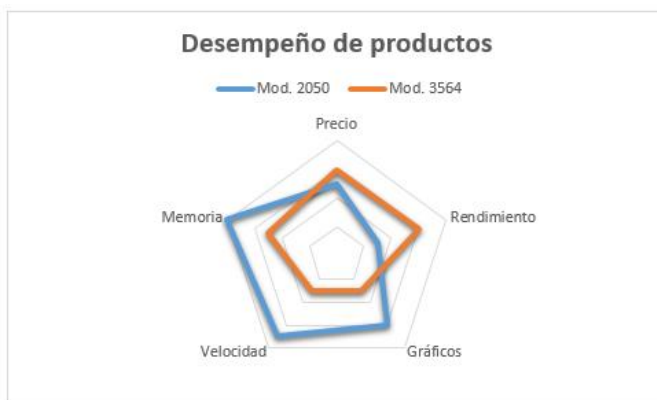 Desempeño de productos
Mod. 2050 Mod. 3564
Precio
Memoria Rendimiento
Velocidad Gráficos